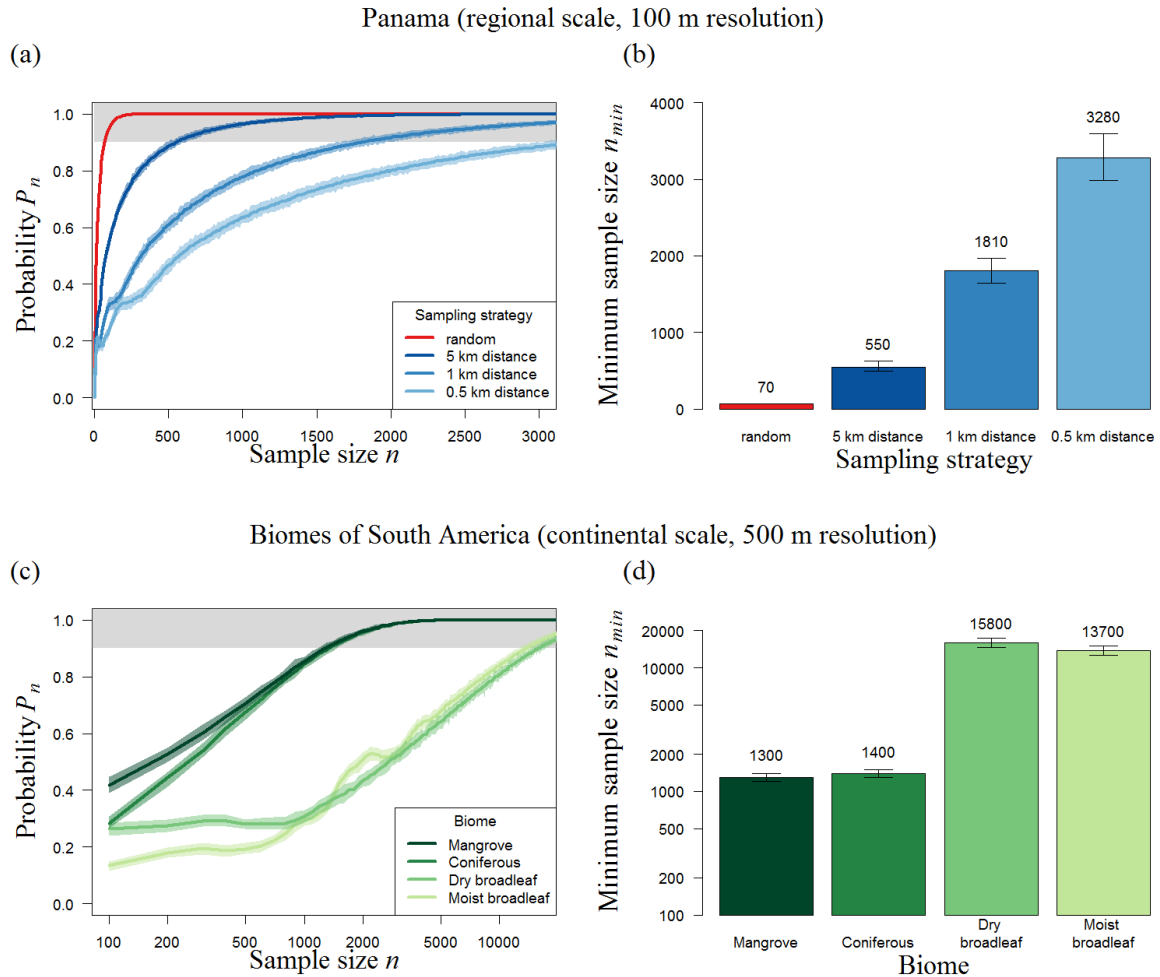 Panama (regional scale, 100 m resolution)
(a)
(b)
Probability Pn
1.0
0.8
0.6
0.4
0.2
0.0
Sampling strategy
random
5 km distance
1 km distance
0.5 km distance
0 500 1000 1500 2000 2500 3000
Sample size n
Minimum sample size nmin
4000
3000
2000
1000
0
70
550
1810
3280
random 5 km distance 1 km distance 0.5 km distance
Sampling strategy
Biomes of South America (continental scale, 500 m resolution)
(c)
(d)
Probability Pn
1.0
0.8
0.6
0.4
0.2
0.0
Biome
Mangrove
Coniferous
Dry broadleaf
Moist broadleaf
100 200 500 1000 2000 5000 10000
Sample size n
Minimum sample size nmin
20000
10000
5000
2000
1000
500
200
100
1300
1400
15800
13700
Mangrove
Coniferous
Dry
broadleaf
Moist
broadleaf
Biome